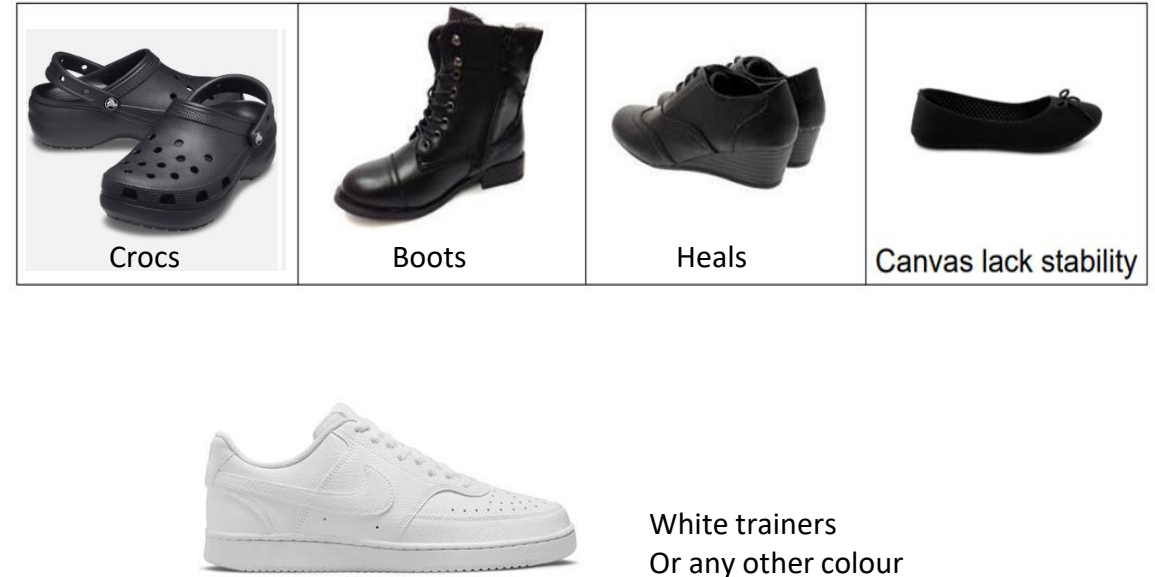 Crocs
Boots
Heals
Canvas lack stability
White trainers
Or any other colour